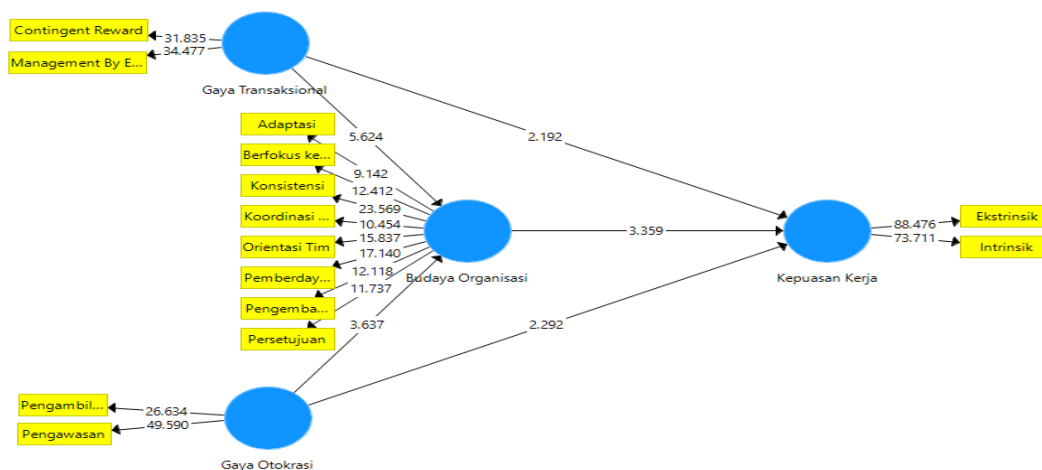 Contingent Reward
31.835
34.477
Management By E...
Gaya Transaksional
Adaptasi
5.624
2.192
Berfokus ke...
9.142
Konsistensi
12.412
23.569
Koordinasi ...
10.454
15.837
Orientasi Tim
17.140
3.359
88.476
Ekstrinsik
73.711
Intrinsik
Pemberday...
12.118
Budaya Organisasi
Kepuasan Kerja
11.737
Pengemba...
3.637
2.292
Persetujuan
Pengambil...
26.634
49.590
Pengawasan
Gaya Otokrasi